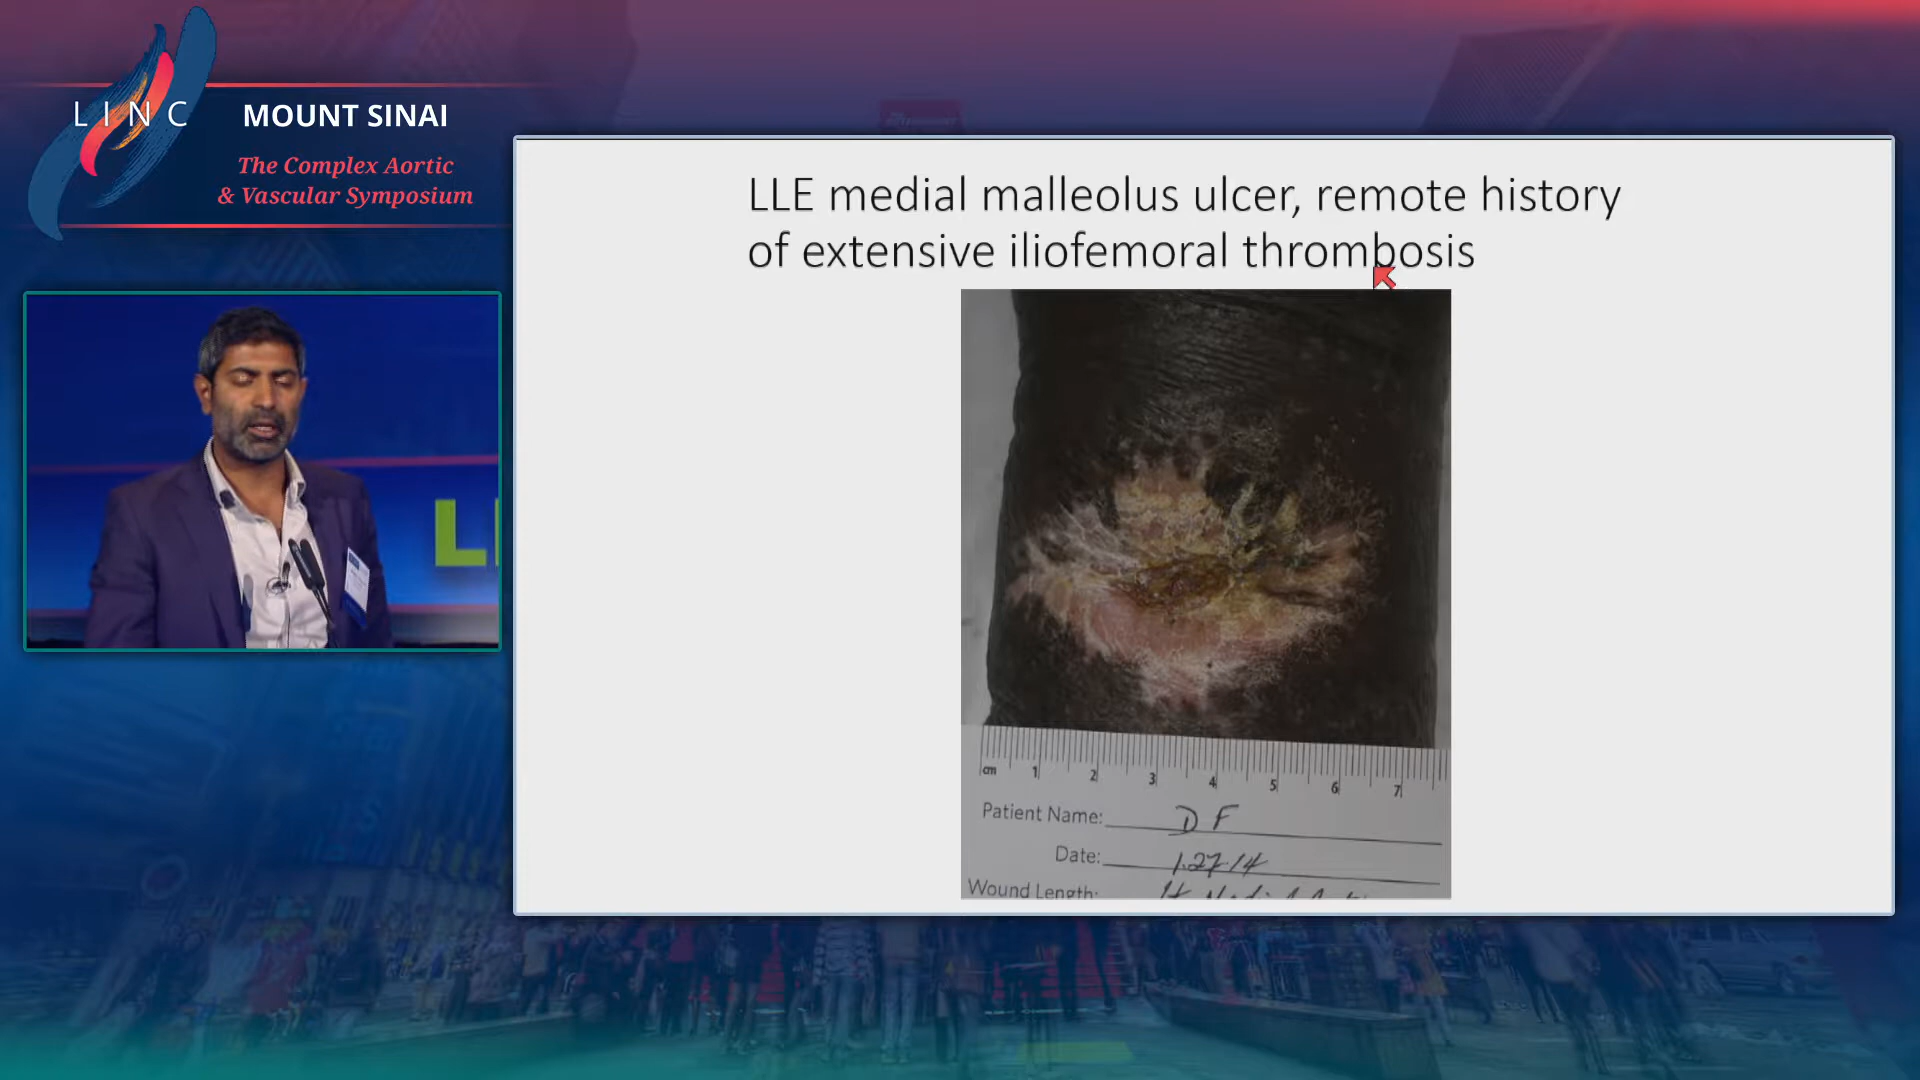 LINC
MOUNT SINAI
The Complex Aortic
& Vascular Symposium
LLE medial malleolus ulcer, remote history
of extensive iliofemoral thrombosis
cm 1 2 3 4 5 6 7
Patient Name: D F
Date: 1.27.14
Wound Length: